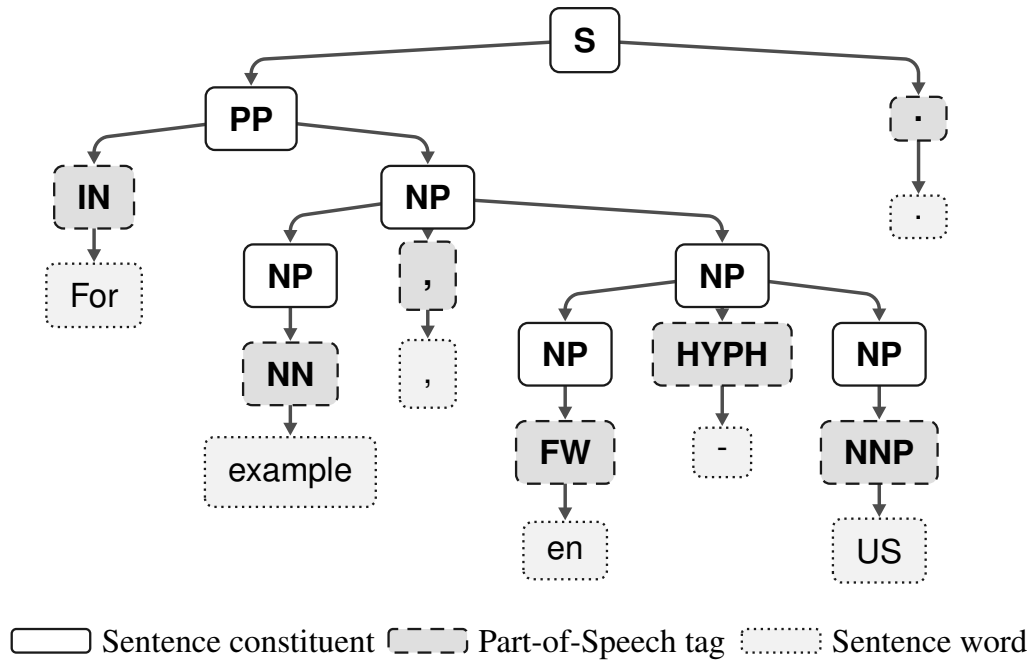 S
PP
.
IN
NP
.
For
NP
,
NP
NN
,
NP
HYPH
NP
example
FW
-
NNP
en
US
Sentence constituent Part-of-Speech tag Sentence word